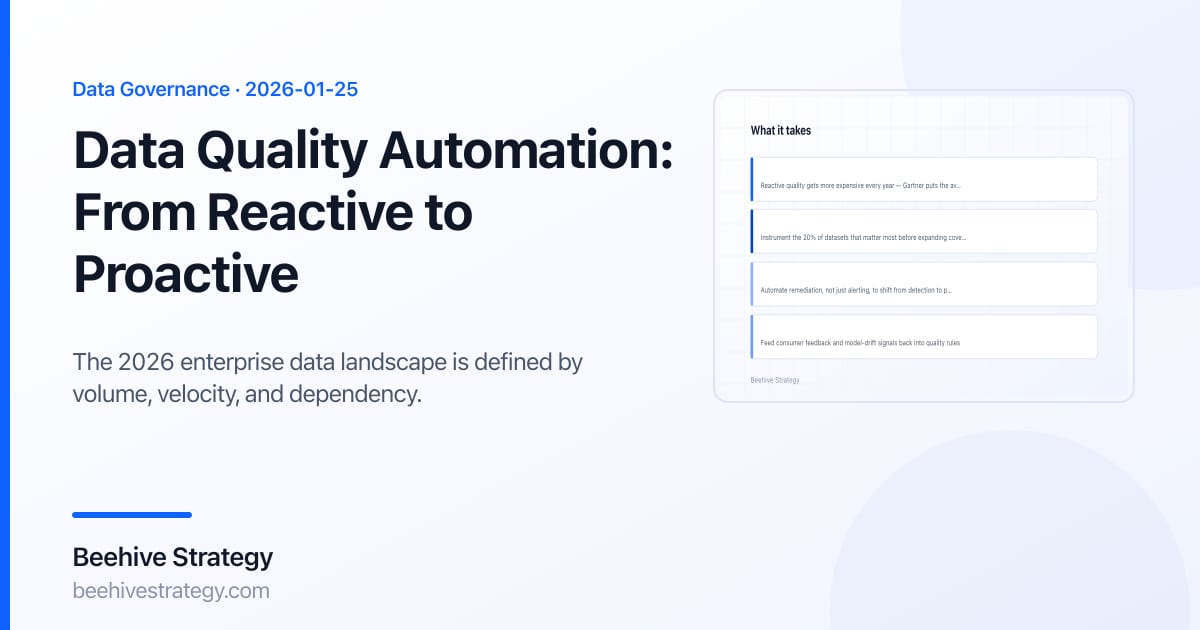 Data Governance · 2026-01-25
Data Quality Automation:
From Reactive to
Proactive
The 2026 enterprise data landscape is defined by
volume, velocity, and dependency.
Beehive Strategy
beehivestrategy.com
What it takes
Reactive quality gets more expensive every year — Gartner puts the av...
Instrument the 20% of datasets that matter most before expanding cove...
Automate remediation, not just alerting, to shift from detection to p...
Feed consumer feedback and model-drift signals back into quality rules
Beehive Strategy